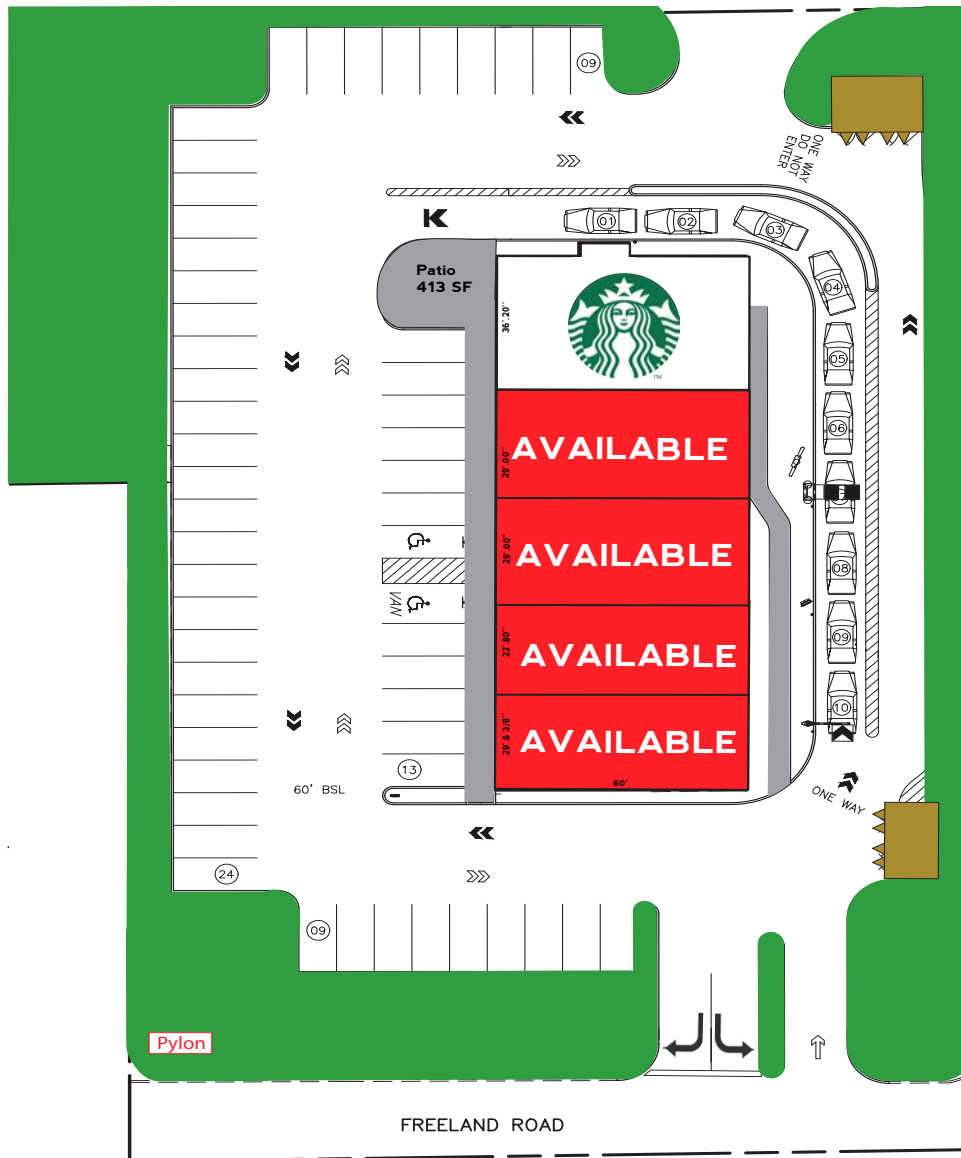 09
ONE WAY
DO NOT
ENTER
01
02
03
04
05
06
08
09
10
Patio
413 SF
36'.20''
TM
29'.00''
AVAILABLE
29'.00''
AVAILABLE
22'.80''
AVAILABLE
29'.6 3/8''
AVAILABLE
60'
VAN
13
60' BSL
ONE WAY
24
09
Pylon
FREELAND ROAD